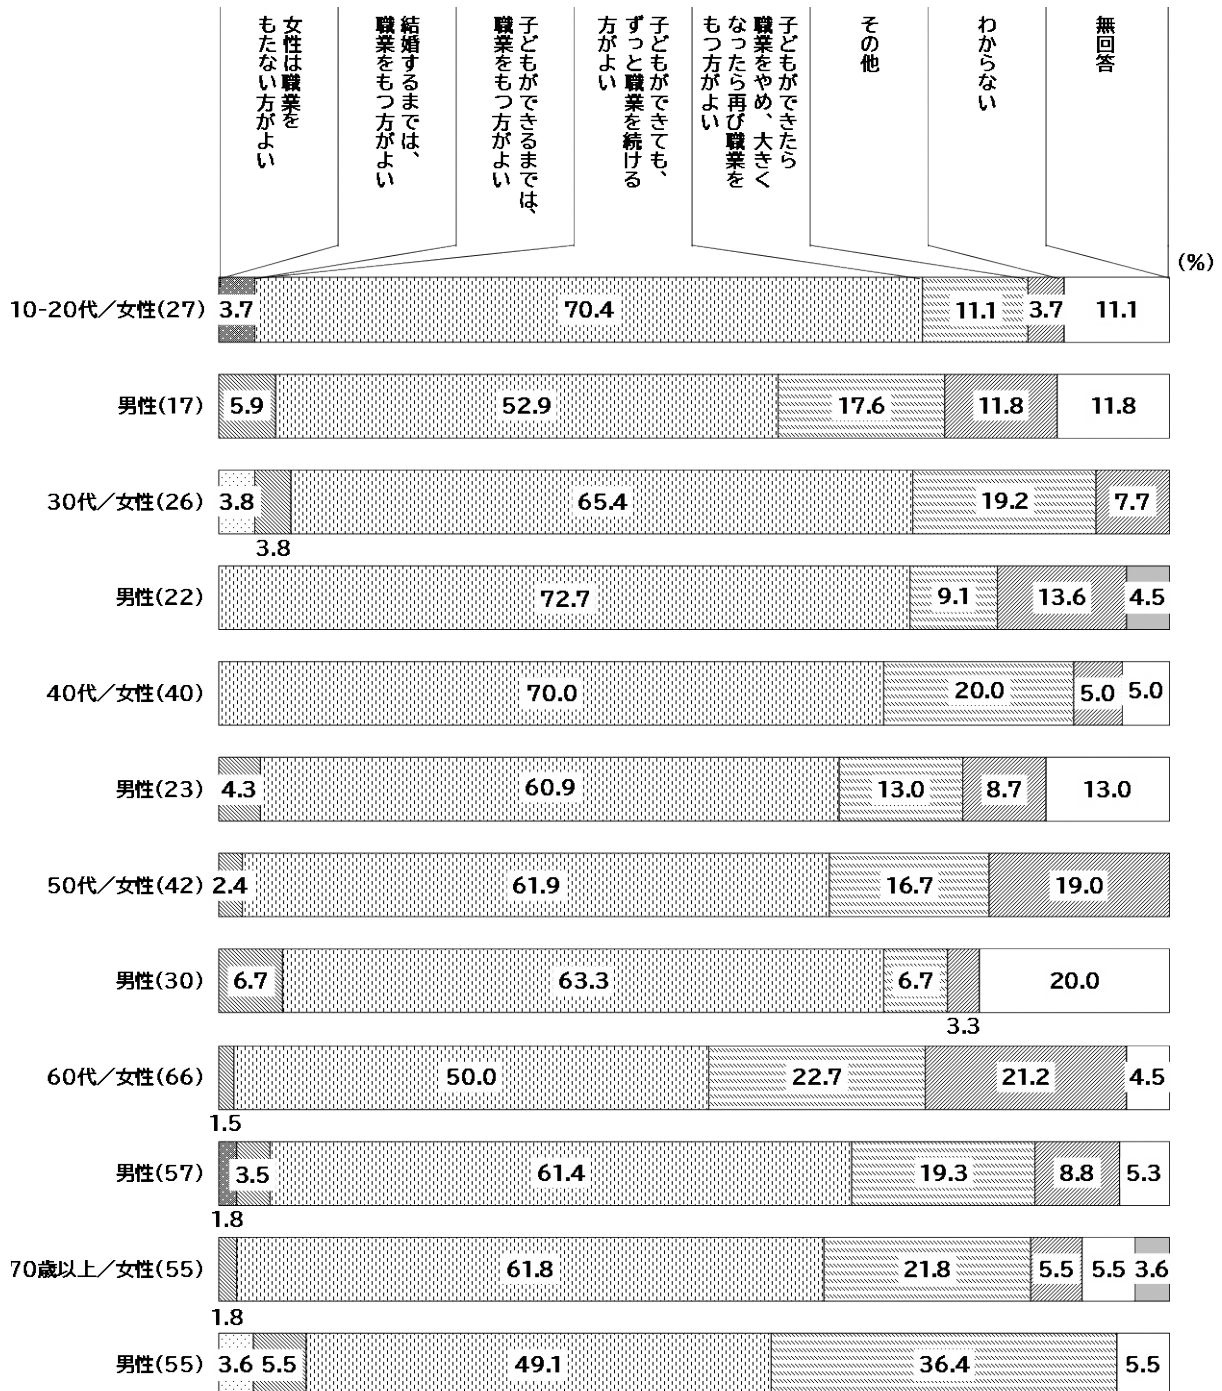 女性は職業を
もたない方がよい
結婚するまでは、
職業をもつ方がよい
子どもができるまでは、
職業をもつ方がよい
子どもができても、
ずっと職業を続ける
方がよい
子どもができたら
職業をやめ、大きく
なったら再び職業を
もつ方がよい
その他
わからない
無回答
(%)
10-20代／女性(27) 3.7 70.4 11.1 3.7 11.1
男性(17) 5.9 52.9 17.6 11.8 11.8
30代／女性(26) 3.8 65.4 19.2 7.7
3.8
男性(22) 72.7 9.1 13.6 4.5
40代／女性(40) 70.0 20.0 5.0 5.0
男性(23) 4.3 60.9 13.0 8.7 13.0
50代／女性(42) 2.4 61.9 16.7 19.0
男性(30) 6.7 63.3 6.7 20.0
3.3
60代／女性(66) 50.0 22.7 21.2 4.5
1.5
男性(57) 3.5 61.4 19.3 8.8 5.3
1.8
70歳以上／女性(55) 61.8 21.8 5.5 5.5 3.6
1.8
男性(55) 3.6 5.5 49.1 36.4 5.5